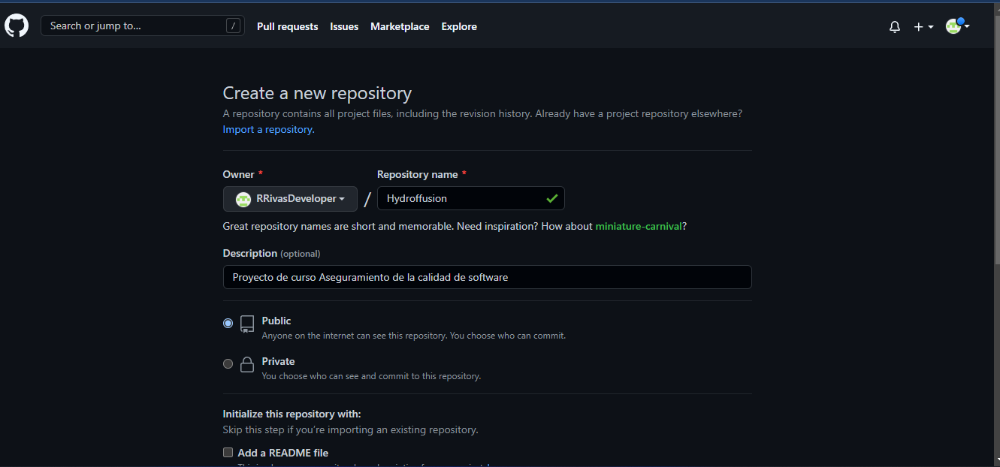 Search or jump to... /
Pull requests Issues Marketplace Explore
Create a new repository
A repository contains all project files, including the revision history. Already have a project repository elsewhere?
Import a repository.
Owner * Repository name *
RRivasDeveloper / Hydroffusion
Great repository names are short and memorable. Need inspiration? How about miniature-carnival?
Description (optional)
Proyecto de curso Aseguramiento de la calidad de software
Public
Anyone on the internet can see this repository. You choose who can commit.
Private
You choose who can see and commit to this repository.
Initialize this repository with:
Skip this step if you're importing an existing repository.
Add a README file